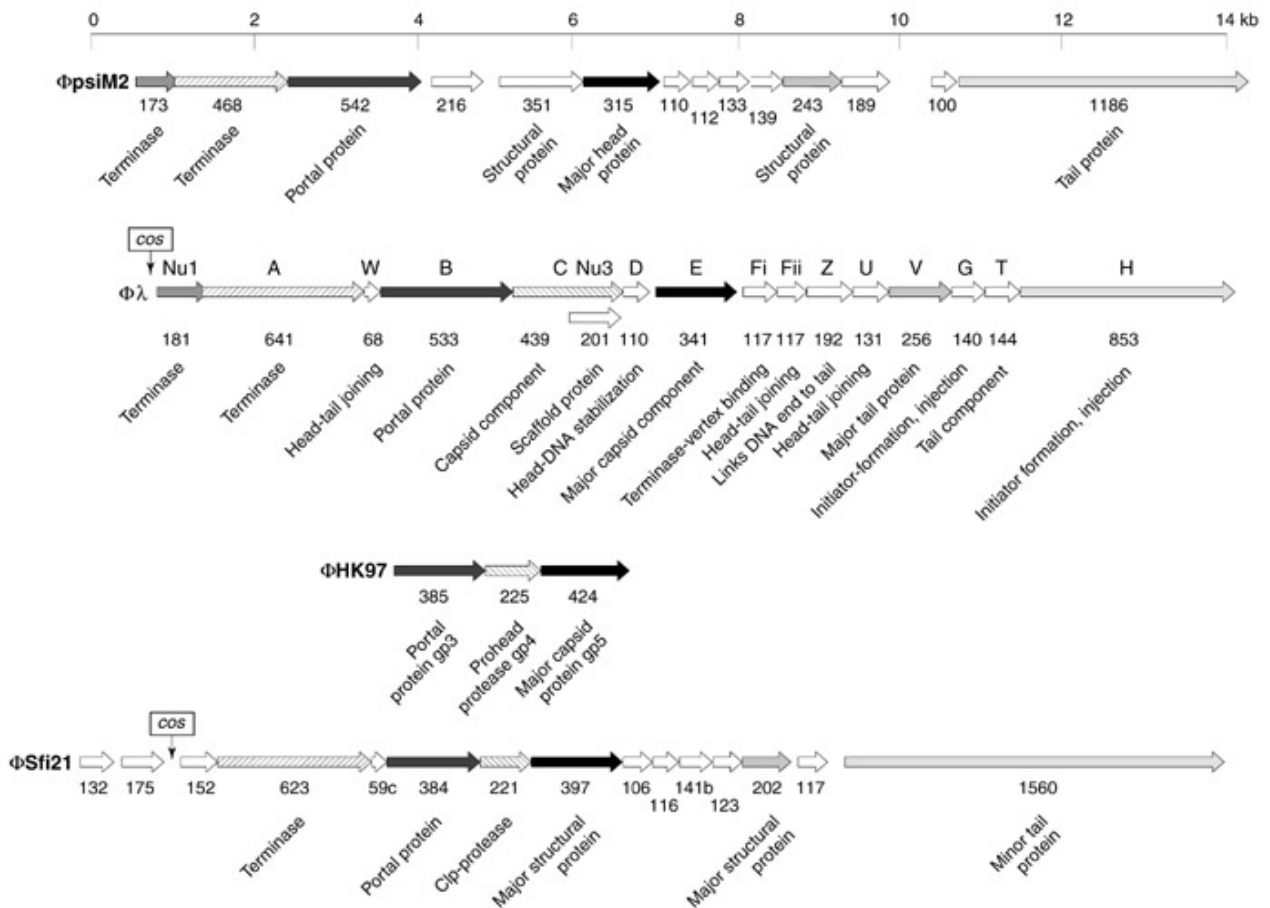 0 2 4 6 8 10 12 14 kb
ΦpsiM2
173 468 542 216 351 315 110 112 133 139 243 189 100 1186
Terminase
Terminase
Portal protein
Structural
protein
Major head
protein
Structural
protein
Tail protein
cos
Nu1 A W B C Nu3 D E Fi Fii Z U V G T H
Φλ
181 641 68 533 439 201 110 341 117 117 192 131 256 140 144 853
Terminase
Terminase
Head-tail joining
Portal protein
Capsid component
Scaffold protein
Head-DNA stabilization
Major capsid component
Terminase-vertex binding
Head-tail joining
Links DNA end to tail
Head-tail joining
Major tail protein
Initiator-formation, injection
Tail component
Initiator formation, injection
ΦHK97
385 225 424
Portal
protein gp3
Prohead
protease gp4
Major capsid
protein gp5
cos
ΦSfi21
132 175 152 623 59c 384 221 397 106 116 141b 123 202 117 1560
Terminase
Portal protein
Clp-protease
Major structural
protein
Major structural
protein
Minor tail
protein